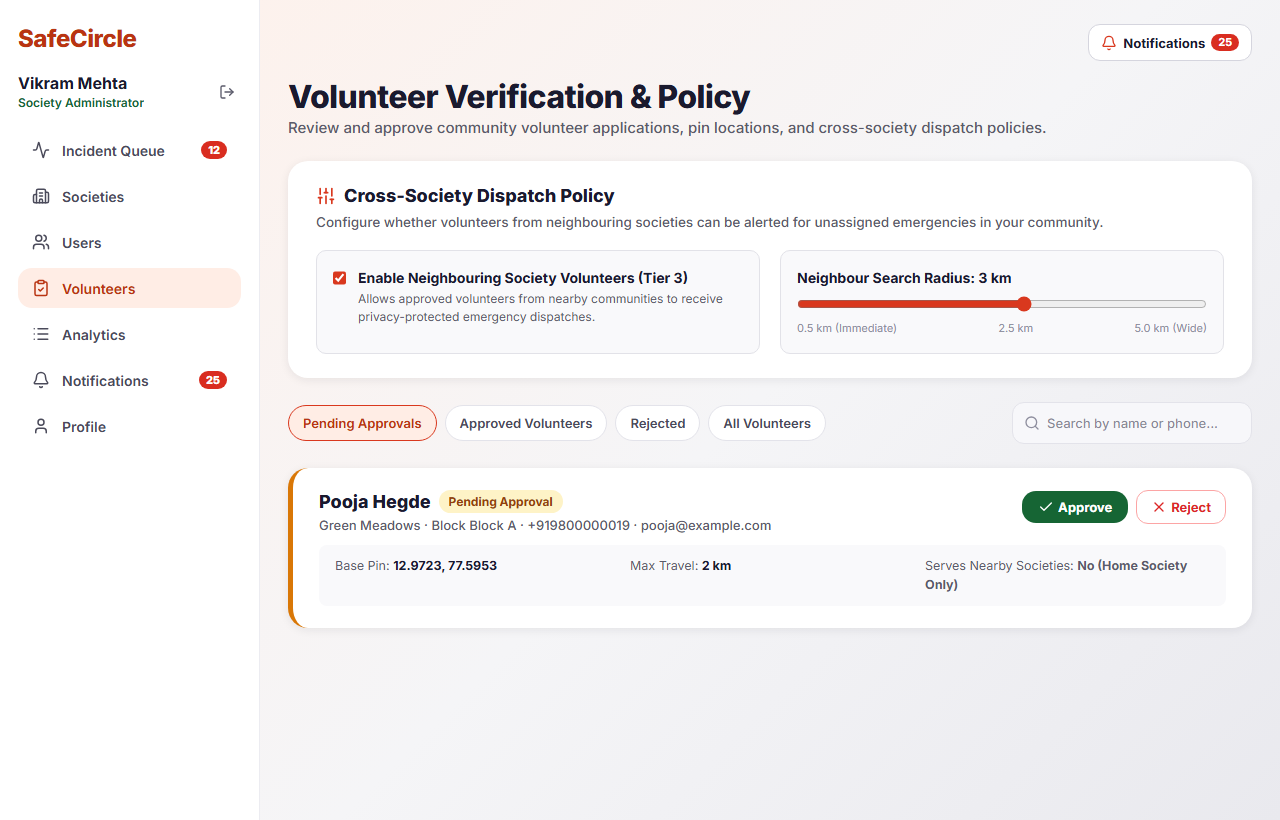 SafeCircle
Vikram Mehta
Society Administrator
Incident Queue 12
Societies
Users
Volunteers
Analytics
Notifications 25
Profile
Notifications 25
Volunteer Verification & Policy
Review and approve community volunteer applications, pin locations, and cross-society dispatch policies.
Cross-Society Dispatch Policy
Configure whether volunteers from neighbouring societies can be alerted for unassigned emergencies in your community.
Enable Neighbouring Society Volunteers (Tier 3)
Allows approved volunteers from nearby communities to receive
privacy-protected emergency dispatches.
Neighbour Search Radius: 3 km
0.5 km (Immediate) 2.5 km 5.0 km (Wide)
Pending Approvals Approved Volunteers Rejected All Volunteers Search by name or phone...
Pooja Hegde Pending Approval
Green Meadows · Block Block A · +919800000019 · pooja@example.com
Approve Reject
Base Pin: 12.9723, 77.5953 Max Travel: 2 km Serves Nearby Societies: No (Home Society
Only)